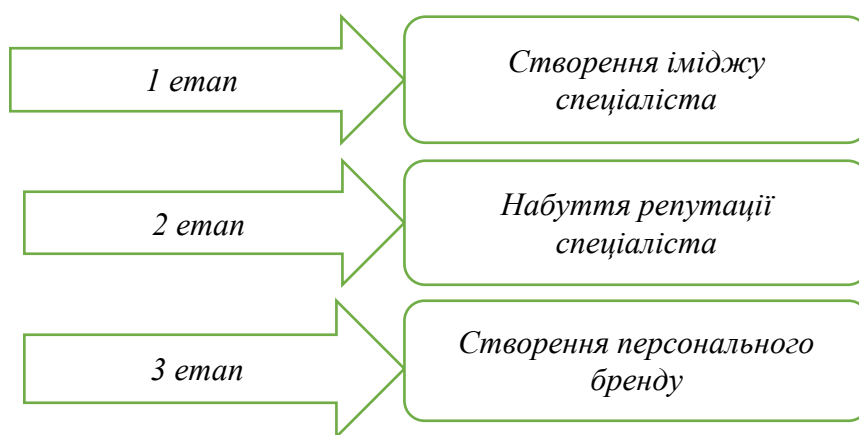 1 етап
Створення іміджу
спеціаліста
2 етап
Набуття репутації
спеціаліста
3 етап
Створення персонального
бренду